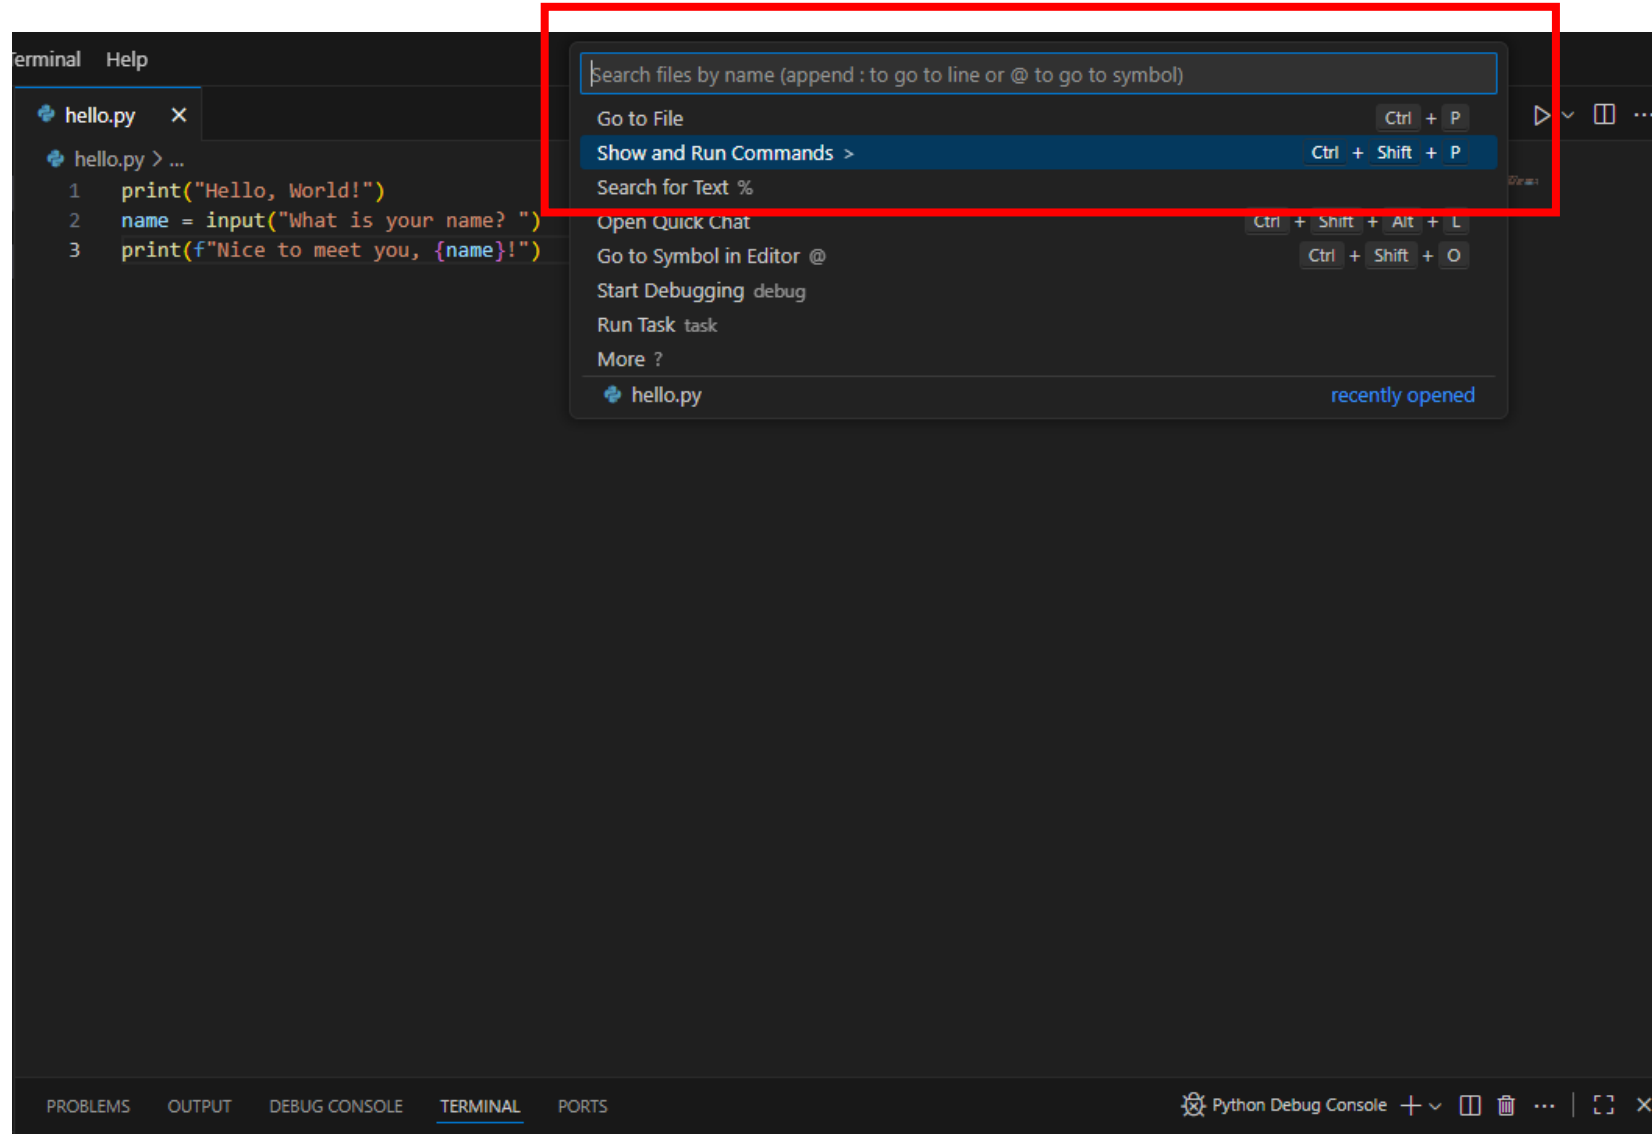 Terminal Help
Search files by name (append : to go to line or @ to go to symbol)
Go to File Ctrl + P
Show and Run Commands > Ctrl + Shift + P
Search for Text %
Open Quick Chat Ctrl + Shift + Alt + L
Go to Symbol in Editor @ Ctrl + Shift + O
Start Debugging debug
Run Task task
More ?
hello.py recently opened
hello.py
hello.py > ...
1 print("Hello, World!")
2 name = input("What is your name? ")
3 print(f"Nice to meet you, {name}!")
PROBLEMS OUTPUT DEBUG CONSOLE TERMINAL PORTS Python Debug Console